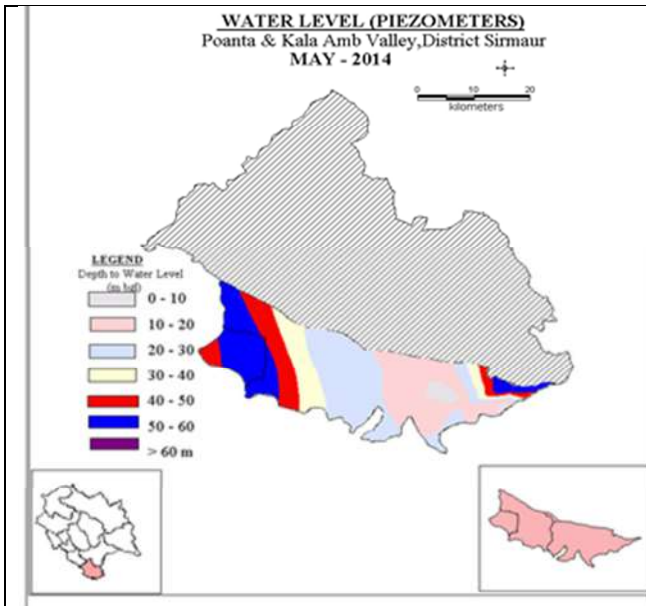 WATER LEVEL (PIEZOMETERS)
Poanta & Kala Amb Valley,District Sirmaur
MAY - 2014
0 10 20
kilometers
LEGEND
Depth to Water Level
(m bgl)
0 - 10
10 - 20
20 - 30
30 - 40
40 - 50
50 - 60
> 60 m